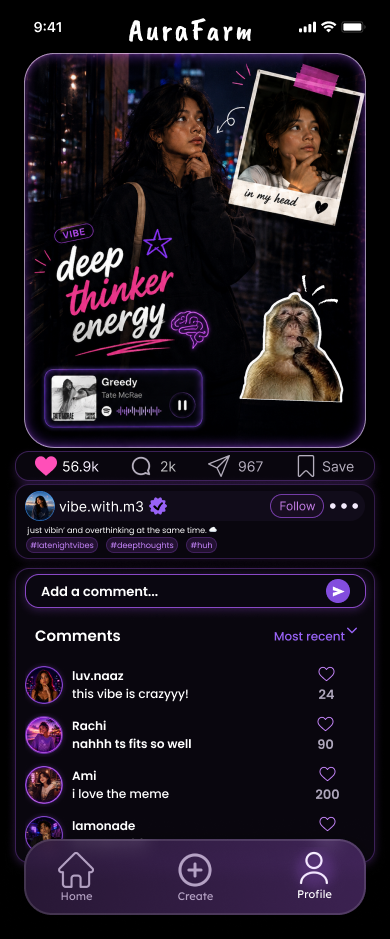 9:41
AuraFarm
in my head
VIBE
deep
thinker
energy
Greedy
Tate McRae
TATE MCRAE
56.9k
2k
967
Save
vibe.with.m3
Follow
just vibin' and overthinking at the same time.
#latenightvibes
#deepthoughts
#huh
Add a comment...
Comments
Most recent
luv.naaz
this vibe is crazyyy!
24
Rachi
nahhh ts fits so well
90
Ami
i love the meme
200
lamonade
Home
Create
Profile